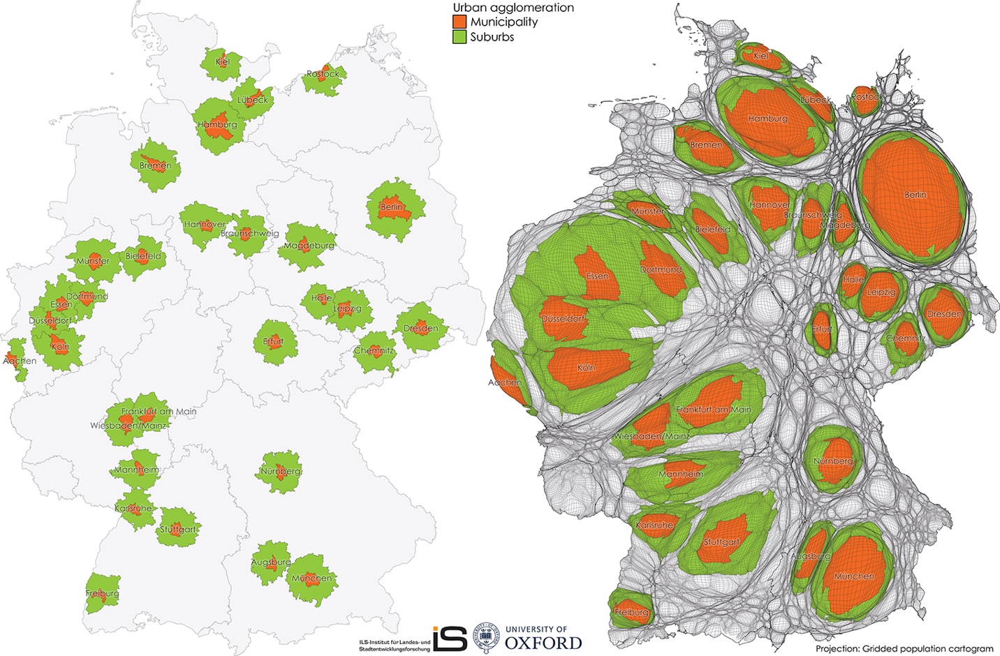 Urban agglomeration
Municipality
Suburbs
Kiel
Rostock
Lübeck
Hamburg
Bremen
Berlin
Hannover
Braunschweig
Magdeburg
Münster
Bielefeld
Dortmund
Essen
Düsseldorf
Köln
Aachen
Halle
Leipzig
Dresden
Erfurt
Chemnitz
Frankfurt am Main
Wiesbaden/Mainz
Mannheim
Nürnberg
Karlsruhe
Stuttgart
Augsburg
München
Freiburg
Kiel
Rostock
Lübeck
Hamburg
Bremen
Berlin
Hannover
Braunschweig
Magdeburg
Münster
Bielefeld
Dortmund
Essen
Düsseldorf
Köln
Aachen
Halle
Leipzig
Dresden
Erfurt
Chemnitz
Frankfurt am Main
Wiesbaden/Mainz
Mannheim
Nürnberg
Karlsruhe
Stuttgart
Augsburg
München
Freiburg
ILS-Institut für Landes- und
Stadtentwicklungsforschung
iLS
UNIVERSITY OF
OXFORD
Projection: Gridded population cartogram